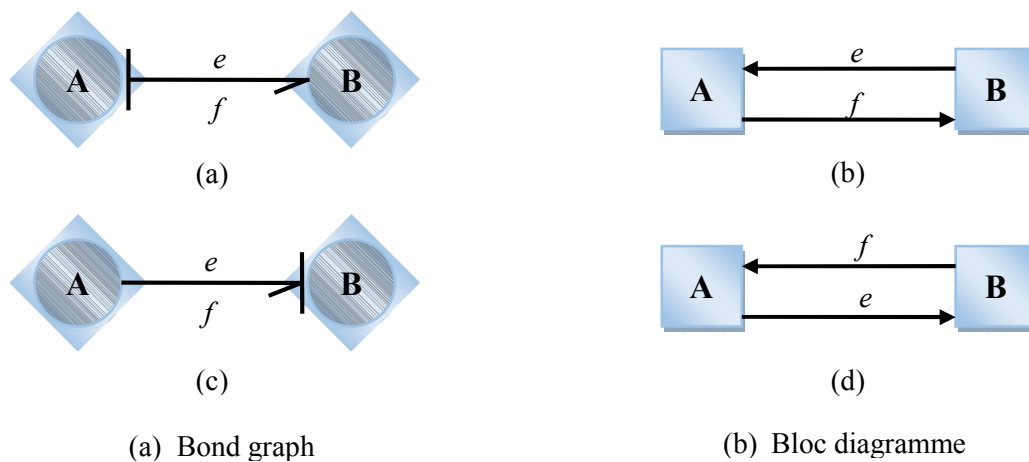 A e B
f
(a)
e
A B
f
(b)
A e B
f
(c)
f
A B
e
(d)
(a) Bond graph
(b) Bloc diagramme